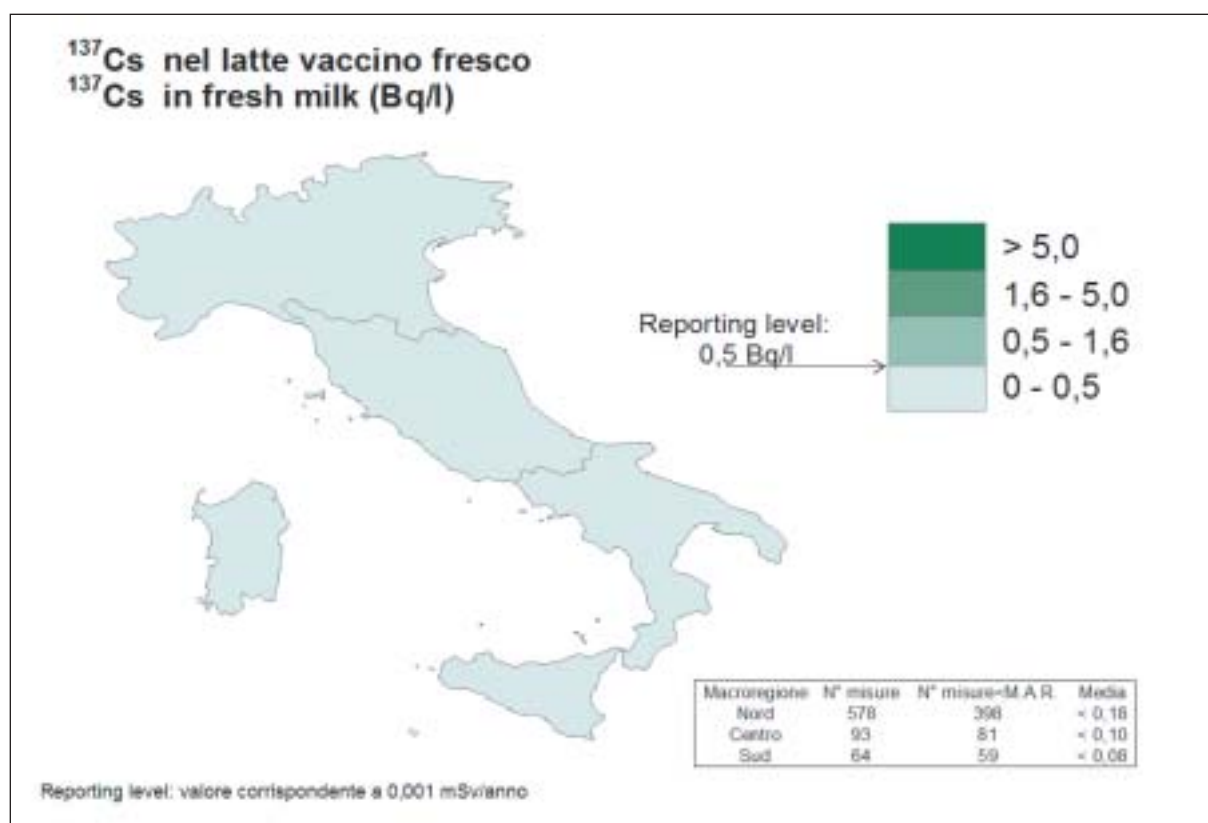 ¹³⁷Cs nel latte vaccino fresco
¹³⁷Cs in fresh milk (Bq/l)
> 5,0
1,6 - 5,0
0,5 - 1,6
0 - 0,5
Reporting level:
0,5 Bq/l
Macroregione N° misure N° misure<M.A.R. Media
Nord 578 398 < 0,18
Centro 93 81 < 0,10
Sud 64 59 < 0,08
Reporting level: valore corrispondente a 0,001 mSv/anno